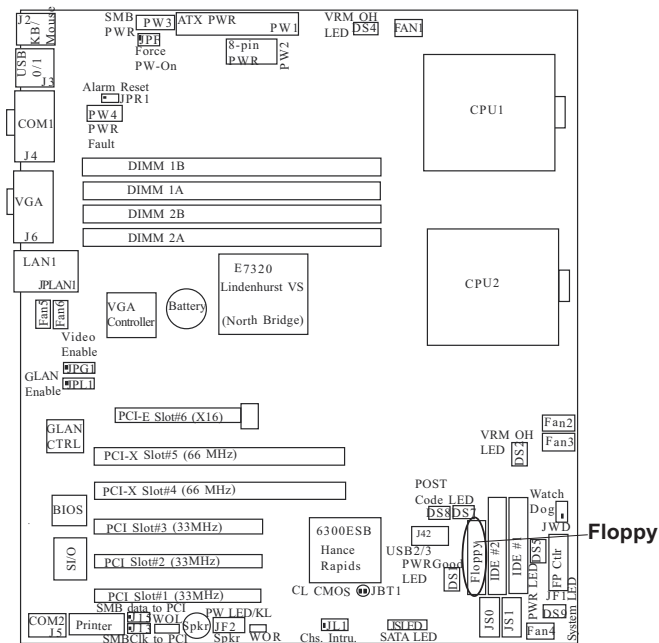 J2
KB/
Mouse
SMB
PWR
PW3
ATX PWR
PW1
JPF
Force
PW-On
8-pin
PWR
PW2
VRM OH
LED
DS4
FAN1
USB
0/1
J3
Alarm Reset
JPR1
PW4
PWR
Fault
COM1
J4
CPU1
DIMM 1B
DIMM 1A
DIMM 2B
DIMM 2A
VGA
J6
LAN1
JPLAN1
E7320
Lindenhurst VS
(North Bridge)
CPU2
Fan5
Fan6
VGA
Controller
Battery
Video
Enable
JPG1
GLAN
Enable
JPL1
PCI-E Slot#6 (X16)
GLAN
CTRL
Fan2
Fan3
VRM OH
LED
DS2
PCI-X Slot#5 (66 MHz)
PCI-X Slot#4 (66 MHz)
BIOS
POST
Code LED
DS8
DS7
Watch
Dog
JWD
PCI Slot#3 (33MHz)
6300ESB
Hance
Rapids
J42
USB2/3
PWRGood
LED
DS1
Floppy
IDE #2
IDE #1
DS5
Floppy
SI/O
PCI Slot#2 (33MHz)
CL CMOS
JBT1
PWR LED
FP Ctlr
JF1
PCI Slot#1 (33MHz)
SMB data to PCI
COM2
J5
Printer
J15
WOL
J13
SMBClk to PCI
Spkr
PW LED/KL
JF2
Spkr
WOR
JL1
Chs. Intru.
JSLED
SATA LED
JS0
JS1
DS9
Fan4
System LED